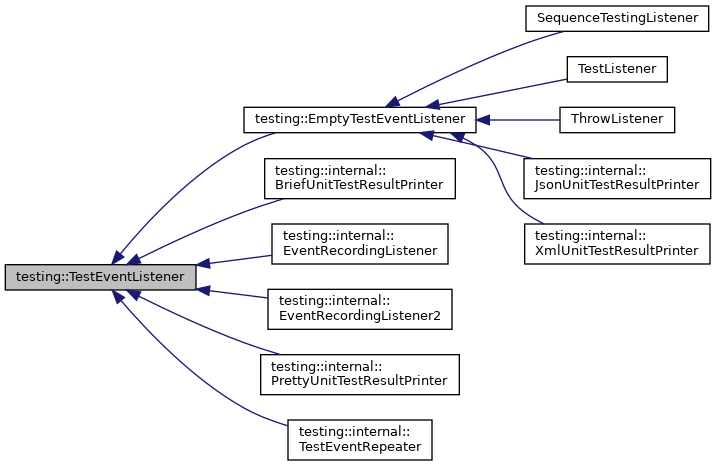 SequenceTestingListener
TestListener
testing::EmptyTestEventListener
ThrowListener
testing::internal::
BriefUnitTestResultPrinter
testing::internal::
JsonUnitTestResultPrinter
testing::internal::
EventRecordingListener
testing::internal::
XmlUnitTestResultPrinter
testing::TestEventListener
testing::internal::
EventRecordingListener2
testing::internal::
PrettyUnitTestResultPrinter
testing::internal::
TestEventRepeater